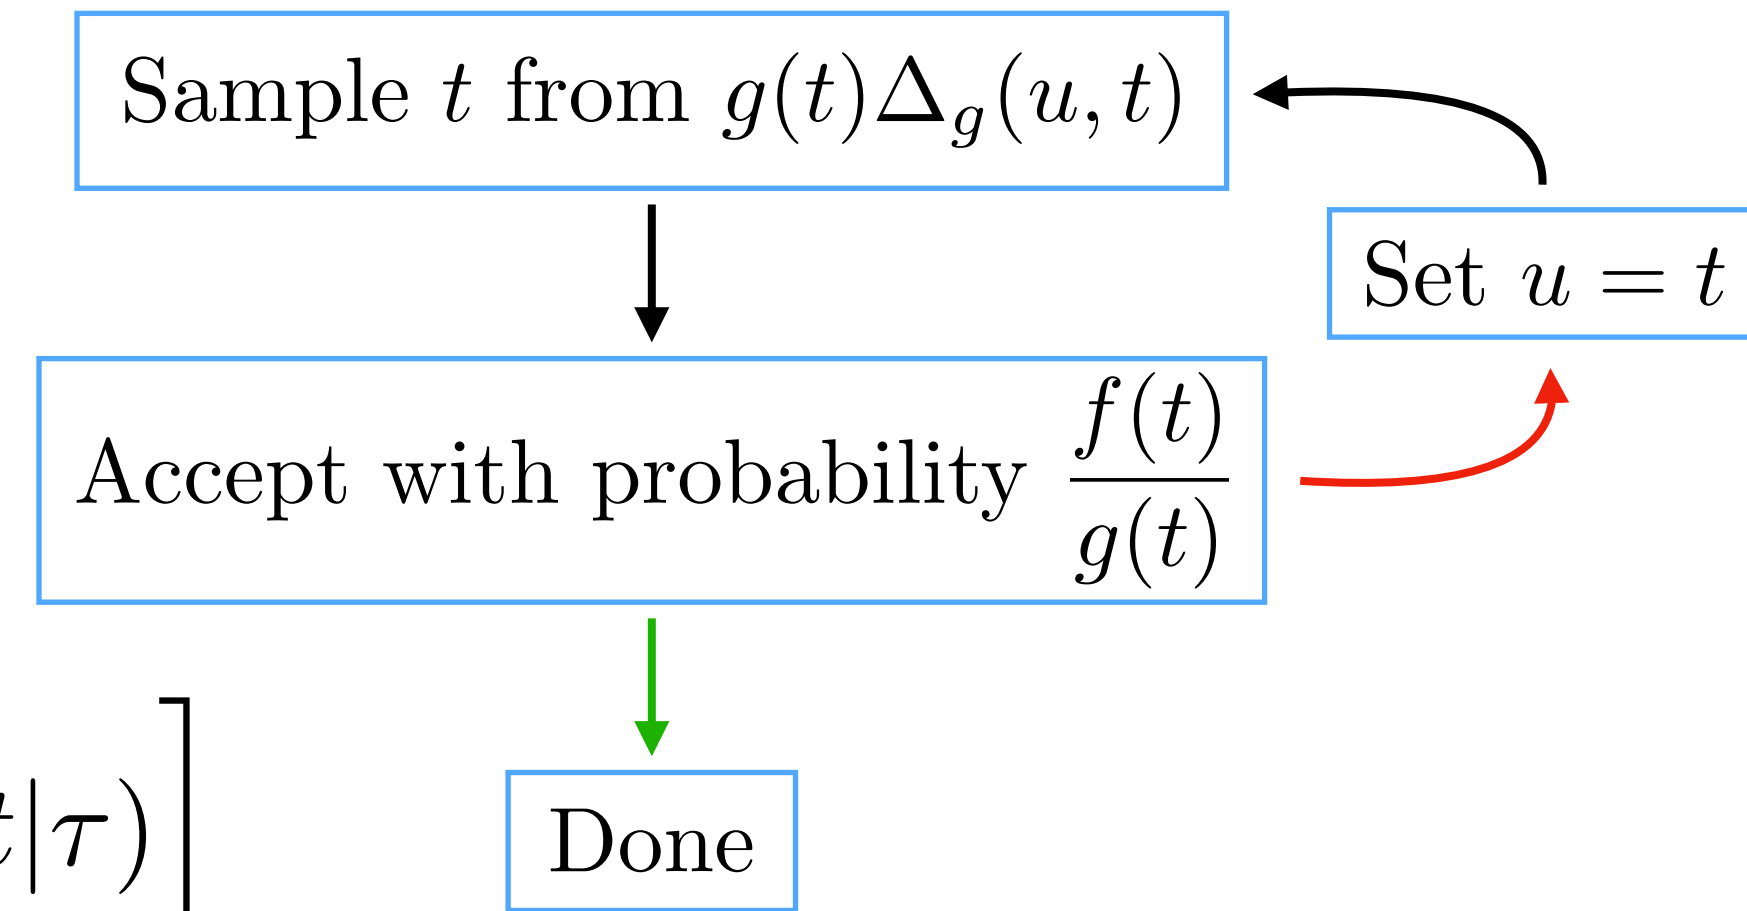 Sample t from g(t)Δ_g(u, t)
Set u = t
Accept with probability f(t)/g(t)
t|τ)]
Done